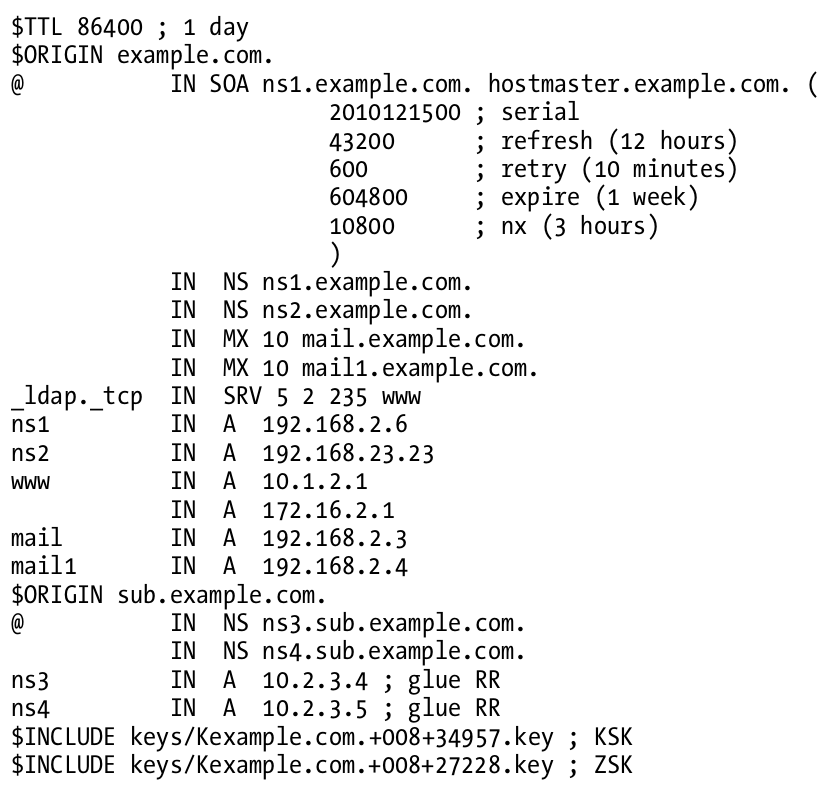 $TTL 86400 ; 1 day
$ORIGIN example.com.
@           IN SOA ns1.example.com. hostmaster.example.com. (
                        2010121500 ; serial
                        43200      ; refresh (12 hours)
                        600        ; retry (10 minutes)
                        604800     ; expire (1 week)
                        10800      ; nx (3 hours)
                        )
            IN  NS ns1.example.com.
            IN  NS ns2.example.com.
            IN  MX 10 mail.example.com.
            IN  MX 10 mail1.example.com.
_ldap._tcp  IN  SRV 5 2 235 www
ns1         IN  A  192.168.2.6
ns2         IN  A  192.168.23.23
www         IN  A  10.1.2.1
            IN  A  172.16.2.1
mail        IN  A  192.168.2.3
mail1       IN  A  192.168.2.4
$ORIGIN sub.example.com.
@           IN  NS ns3.sub.example.com.
            IN  NS ns4.sub.example.com.
ns3         IN  A  10.2.3.4 ; glue RR
ns4         IN  A  10.2.3.5 ; glue RR
$INCLUDE keys/Kexample.com.+008+34957.key ; KSK
$INCLUDE keys/Kexample.com.+008+27228.key ; ZSK